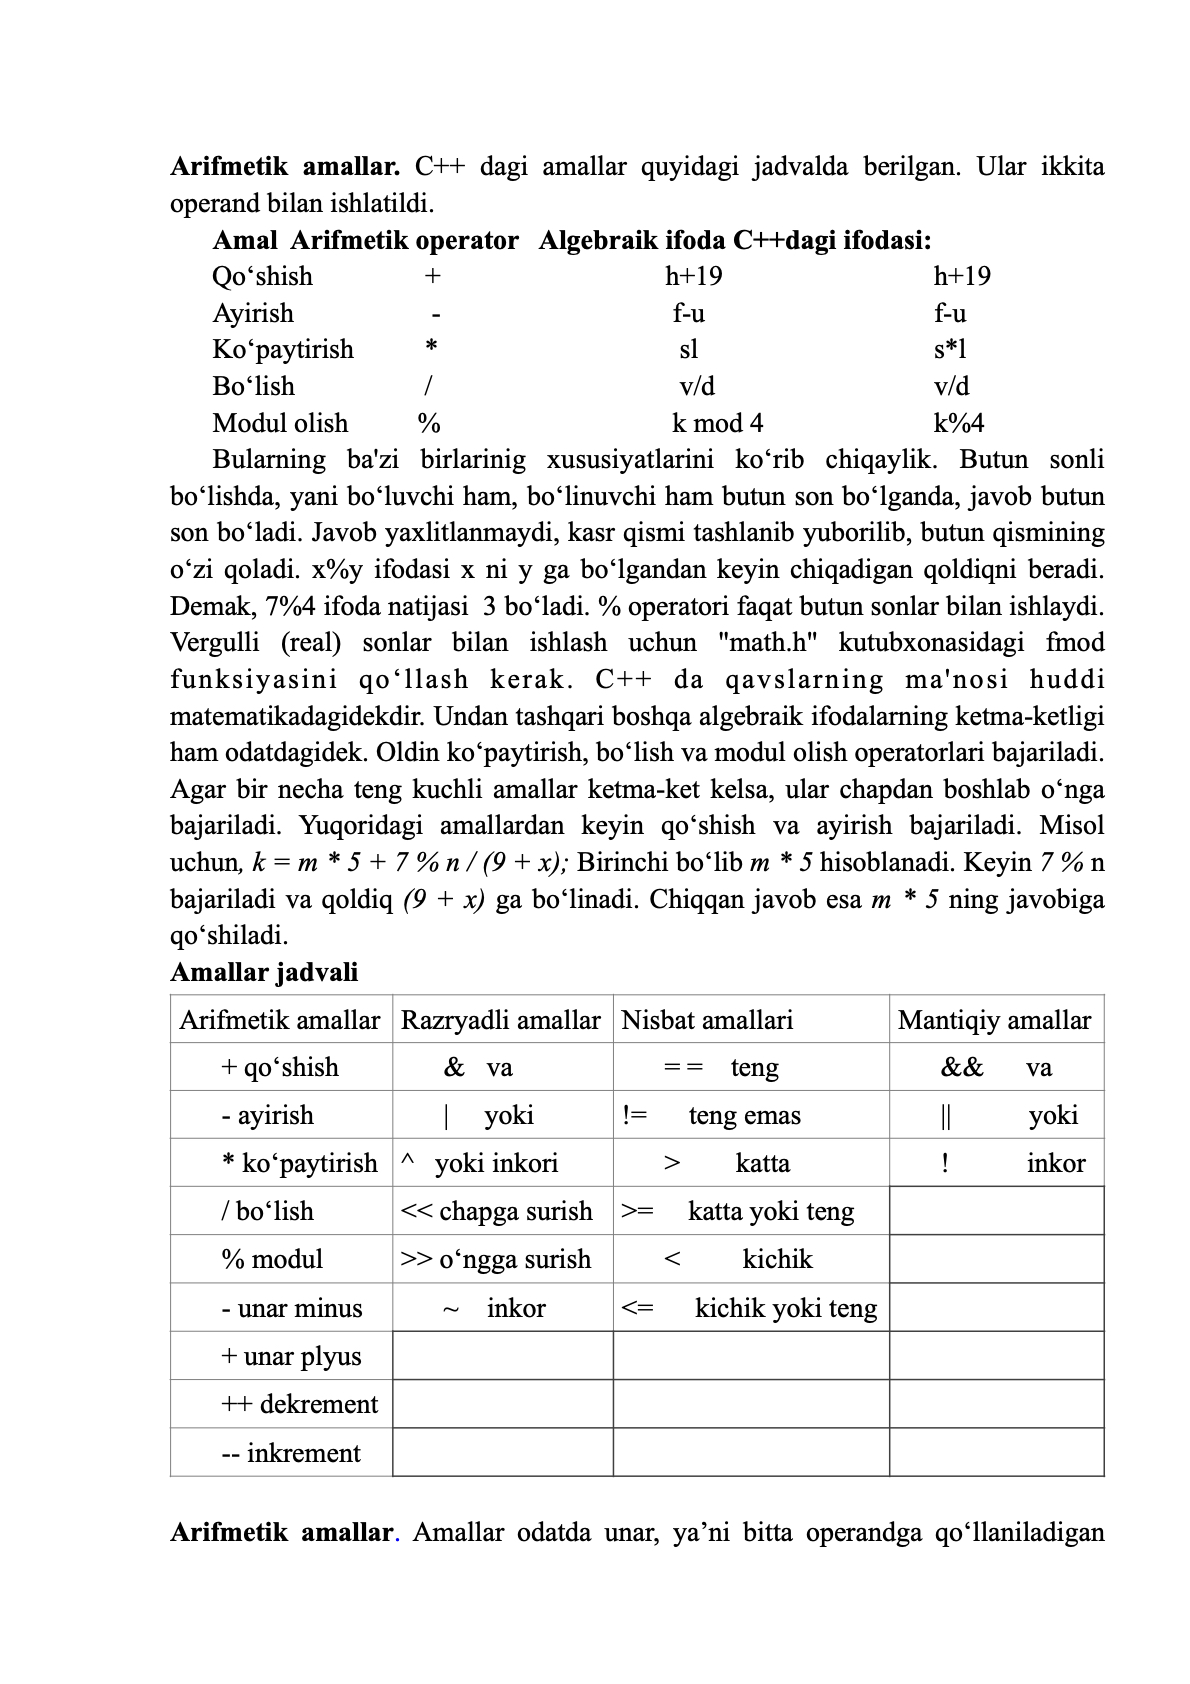 Arifmetik amallar. C++ dagi amallar quyidagi jadvalda berilgan. Ular ikkita
operand bilan ishlatildi.
Amal Arifmetik operator Algebraik ifoda C++dagi ifodasi:
Qo‘shish + h+19 h+19
Ayirish - f-u f-u
Ko‘paytirish * sl s*l
Bo‘lish / v/d v/d
Modul olish % k mod 4 k%4
Bularning ba'zi birlarinig xususiyatlarini ko‘rib chiqaylik. Butun sonli
bo‘lishda, yani bo‘luvchi ham, bo‘linuvchi ham butun son bo‘lganda, javob butun
son bo‘ladi. Javob yaxlitlanmaydi, kasr qismi tashlanib yuborilib, butun qismining
o‘zi qoladi. x%y ifodasi x ni y ga bo‘lgandan keyin chiqadigan qoldiqni beradi.
Demak, 7%4 ifoda natijasi 3 bo‘ladi. % operatori faqat butun sonlar bilan ishlaydi.
Vergulli (real) sonlar bilan ishlash uchun "math.h" kutubxonasidagi fmod
funksiyasini qo‘llash kerak. C++ da qavslarning ma'nosi huddi
matematikadagidekdir. Undan tashqari boshqa algebraik ifodalarning ketma-ketligi
ham odatdagidek. Oldin ko‘paytirish, bo‘lish va modul olish operatorlari bajariladi.
Agar bir necha teng kuchli amallar ketma-ket kelsa, ular chapdan boshlab o‘nga
bajariladi. Yuqoridagi amallardan keyin qo‘shish va ayirish bajariladi. Misol
uchun, k = m * 5 + 7 % n / (9 + x); Birinchi bo‘lib m * 5 hisoblanadi. Keyin 7 % n
bajariladi va qoldiq (9 + x) ga bo‘linadi. Chiqqan javob esa m * 5 ning javobiga
qo‘shiladi.
Amallar jadvali
Arifmetik amallar Razryadli amallar Nisbat amallari Mantiqiy amallar
+ qo‘shish & va = = teng && va
- ayirish | yoki != teng emas || yoki
* ko‘paytirish ^ yoki inkori > katta ! inkor
/ bo‘lish << chapga surish >= katta yoki teng
% modul >> o‘ngga surish < kichik
- unar minus ~ inkor <= kichik yoki teng
+ unar plyus
++ dekrement
-- inkrement
Arifmetik amallar. Amallar odatda unar, ya’ni bitta operandga qo‘llaniladigan